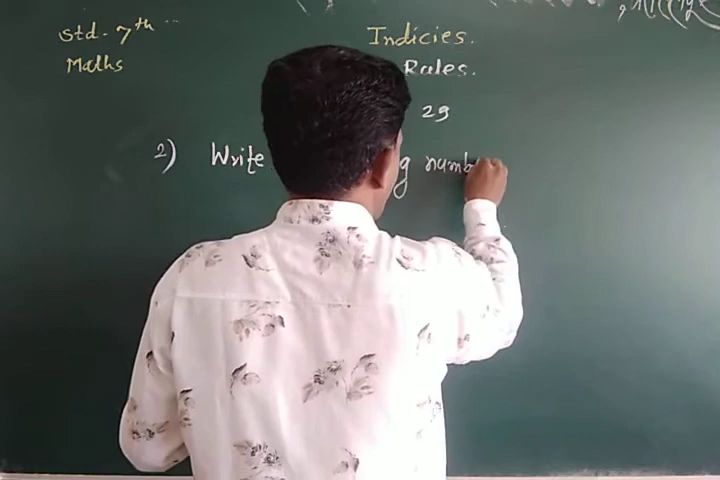 std. 7th
Maths
Indicies.
Rules.
29
2) Write g numb